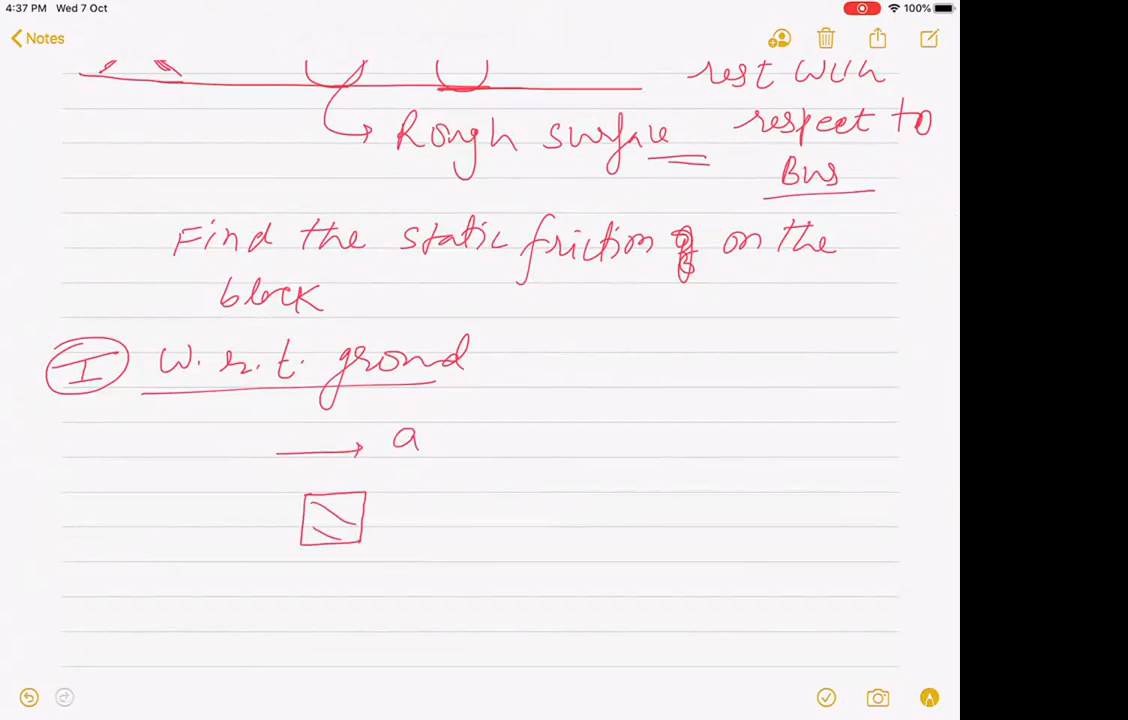 4:37 PM Wed 7 Oct
100%
Notes
rest with
respect to
Rough surface
Bus
Find the static friction on the
block
I w.r.t. ground
a